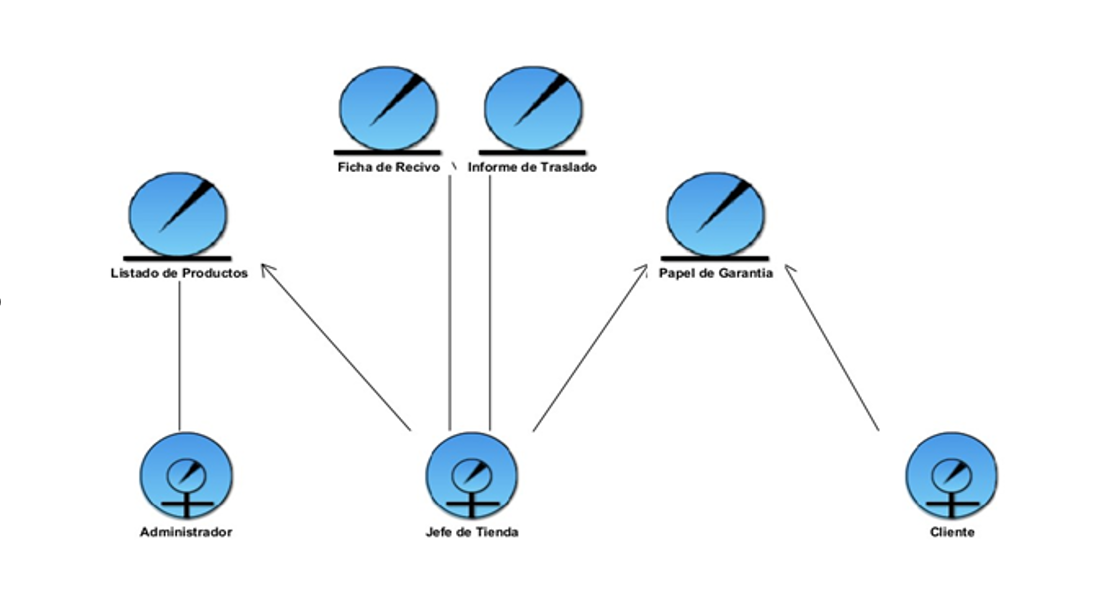 Ficha de Recivo
Informe de Traslado
Listado de Productos
Papel de Garantia
Administrador
Jefe de Tienda
Cliente